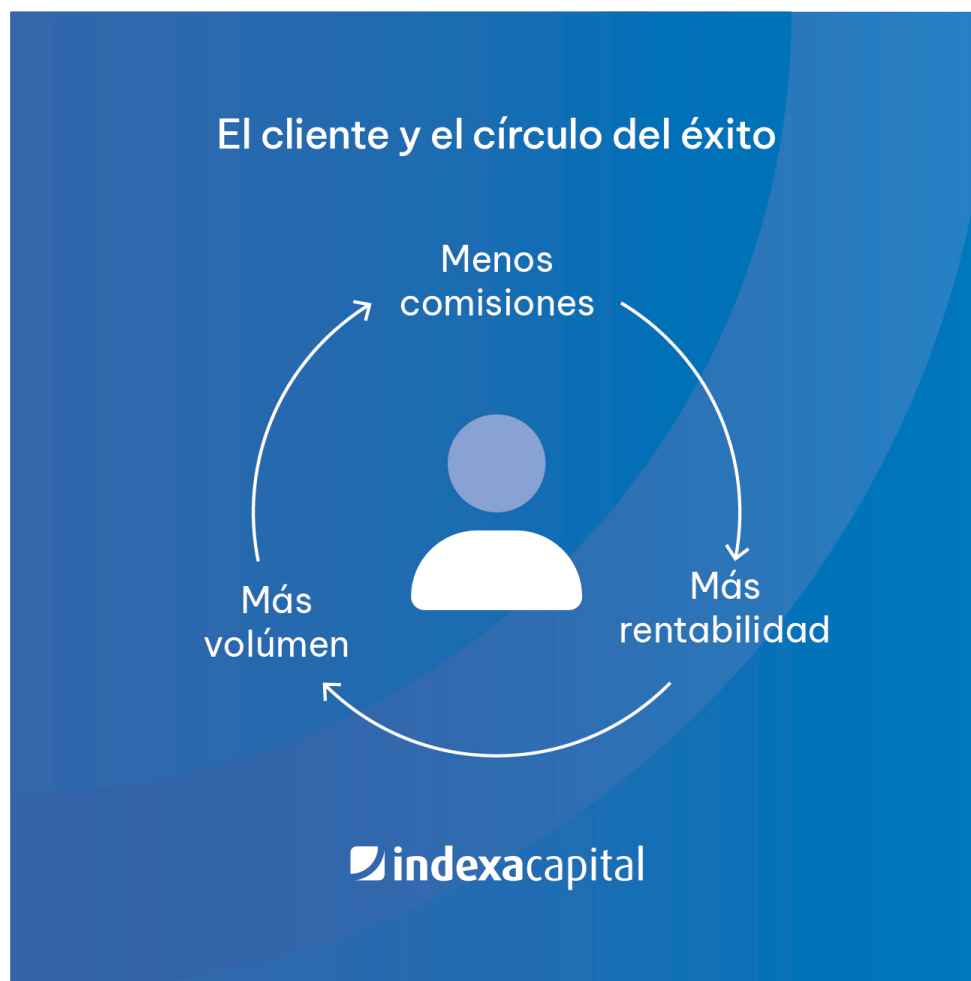 El cliente y el círculo del éxito
Menos
comisiones
Más
rentabilidad
Más
volúmen
indexacapital